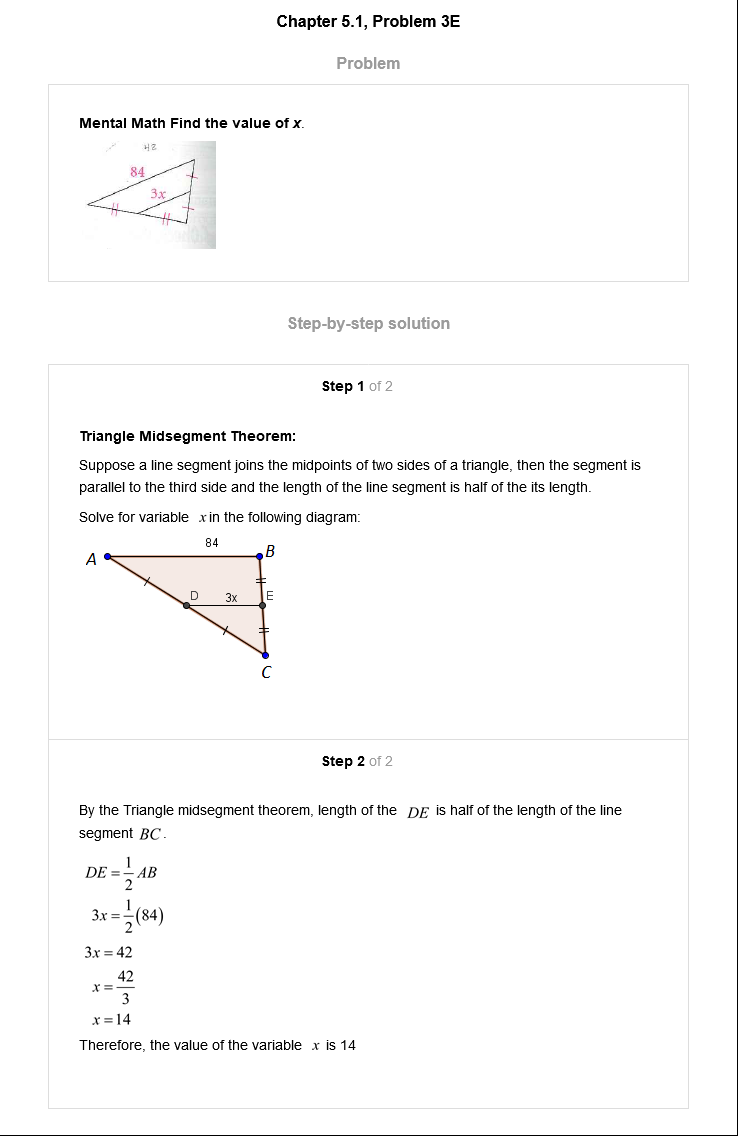 Chapter 5.1, Problem 3E
Problem
Mental Math Find the value of x.
84
3x
Step-by-step solution
Step 1 of 2
Triangle Midsegment Theorem:
Suppose a line segment joins the midpoints of two sides of a triangle, then the segment is
parallel to the third side and the length of the line segment is half of the its length.
Solve for variable x in the following diagram:
84
A
B
D
3x
E
C
Step 2 of 2
By the Triangle midsegment theorem, length of the DE is half of the length of the line
segment BC.
DE = 1/2 AB
3x = 1/2 (84)
3x = 42
x = 42/3
x = 14
Therefore, the value of the variable x is 14